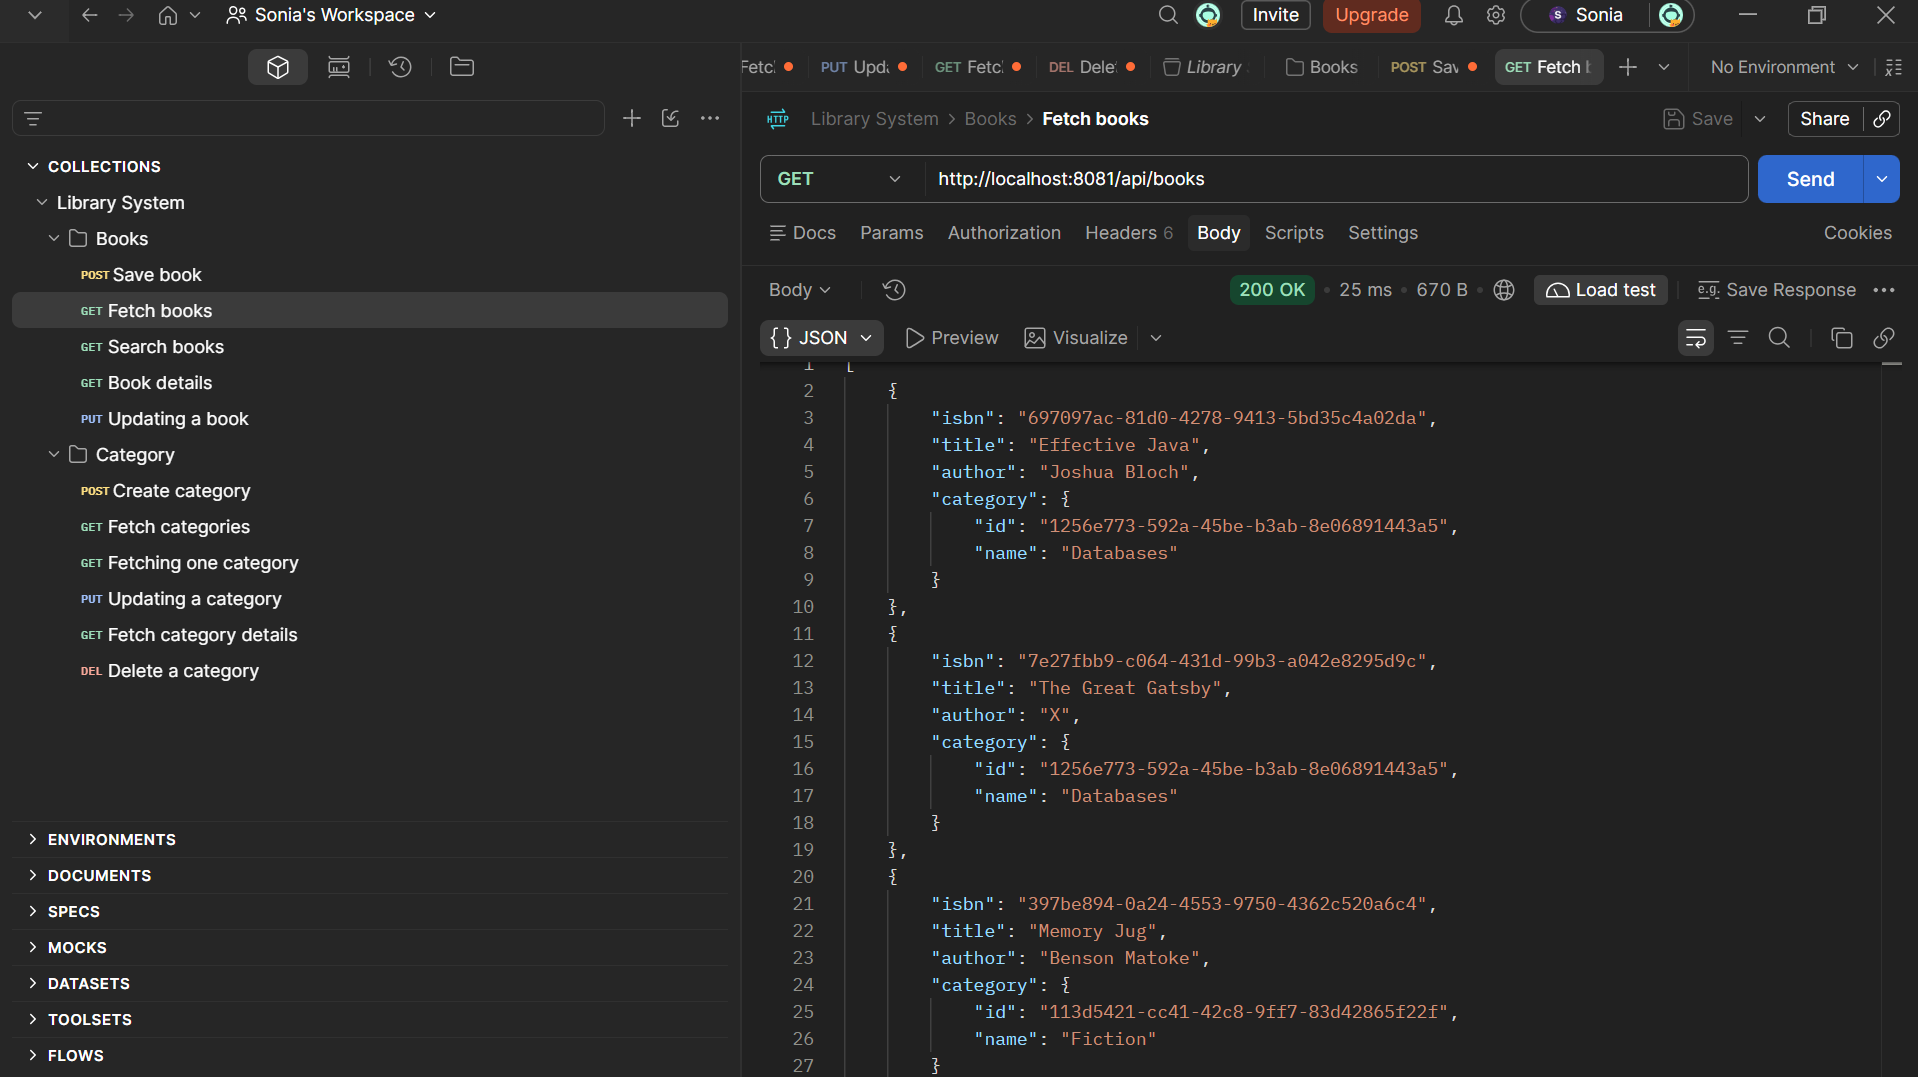 Sonia's Workspace
Invite
Upgrade
S Sonia
PUT Upd
GET Fetc
DEL Dele
Library
Books
POST Sav
GET Fetch
No Environment
COLLECTIONS
Library System
Books
POST Save book
GET Fetch books
GET Search books
GET Book details
PUT Updating a book
Category
POST Create category
GET Fetch categories
GET Fetching one category
PUT Updating a category
GET Fetch category details
DEL Delete a category
ENVIRONMENTS
DOCUMENTS
SPECS
MOCKS
DATASETS
TOOLSETS
FLOWS
HTTP Library System > Books > Fetch books
Save
Share
GET http://localhost:8081/api/books
Send
Docs Params Authorization Headers 6 Body Scripts Settings
Cookies
Body
200 OK • 25 ms • 670 B •
Load test
e.g. Save Response
{} JSON
Preview
Visualize
1 [
2 {
3 "isbn": "697097ac-81d0-4278-9413-5bd35c4a02da",
4 "title": "Effective Java",
5 "author": "Joshua Bloch",
6 "category": {
7 "id": "1256e773-592a-45be-b3ab-8e06891443a5",
8 "name": "Databases"
9 }
10 },
11 {
12 "isbn": "7e27fbb9-c064-431d-99b3-a042e8295d9c",
13 "title": "The Great Gatsby",
14 "author": "X",
15 "category": {
16 "id": "1256e773-592a-45be-b3ab-8e06891443a5",
17 "name": "Databases"
18 }
19 },
20 {
21 "isbn": "397be894-0a24-4553-9750-4362c520a6c4",
22 "title": "Memory Jug",
23 "author": "Benson Matoke",
24 "category": {
25 "id": "113d5421-cc41-42c8-9ff7-83d42865f22f",
26 "name": "Fiction"
27 }